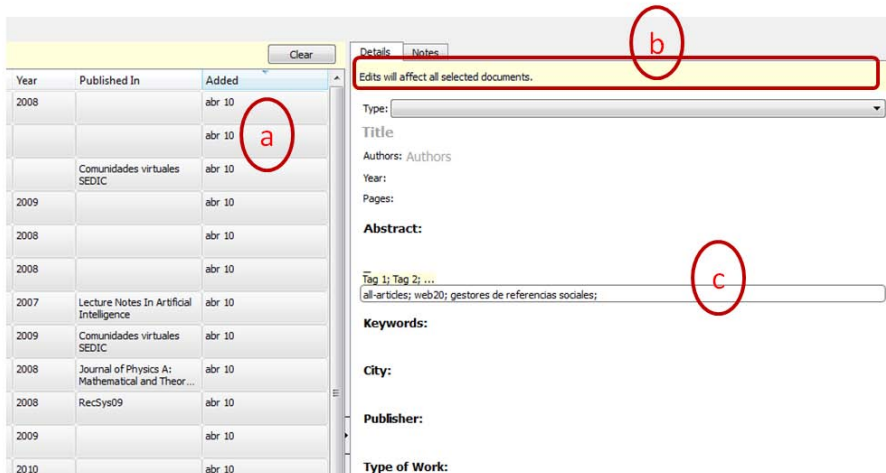 b
Clear
Details Notes
Edits will affect all selected documents.
Year Published In Added
2008 abr 10
abr 10
a
Comunidades virtuales abr 10
SEDIC
2009 abr 10
2008 abr 10
2008 abr 10
2007 Lecture Notes In Artificial abr 10
Intelligence
2009 Comunidades virtuales abr 10
SEDIC
2008 Journal of Physics A: abr 10
Mathematical and Theor...
2008 RecSys09 abr 10
2009 abr 10
2010 abr 10
Type:
Title
Authors: Authors
Year:
Pages:
Abstract:
Tag 1; Tag 2; ...
c
all-articles; web20; gestores de referencias sociales;
Keywords:
City:
Publisher:
Type of Work: